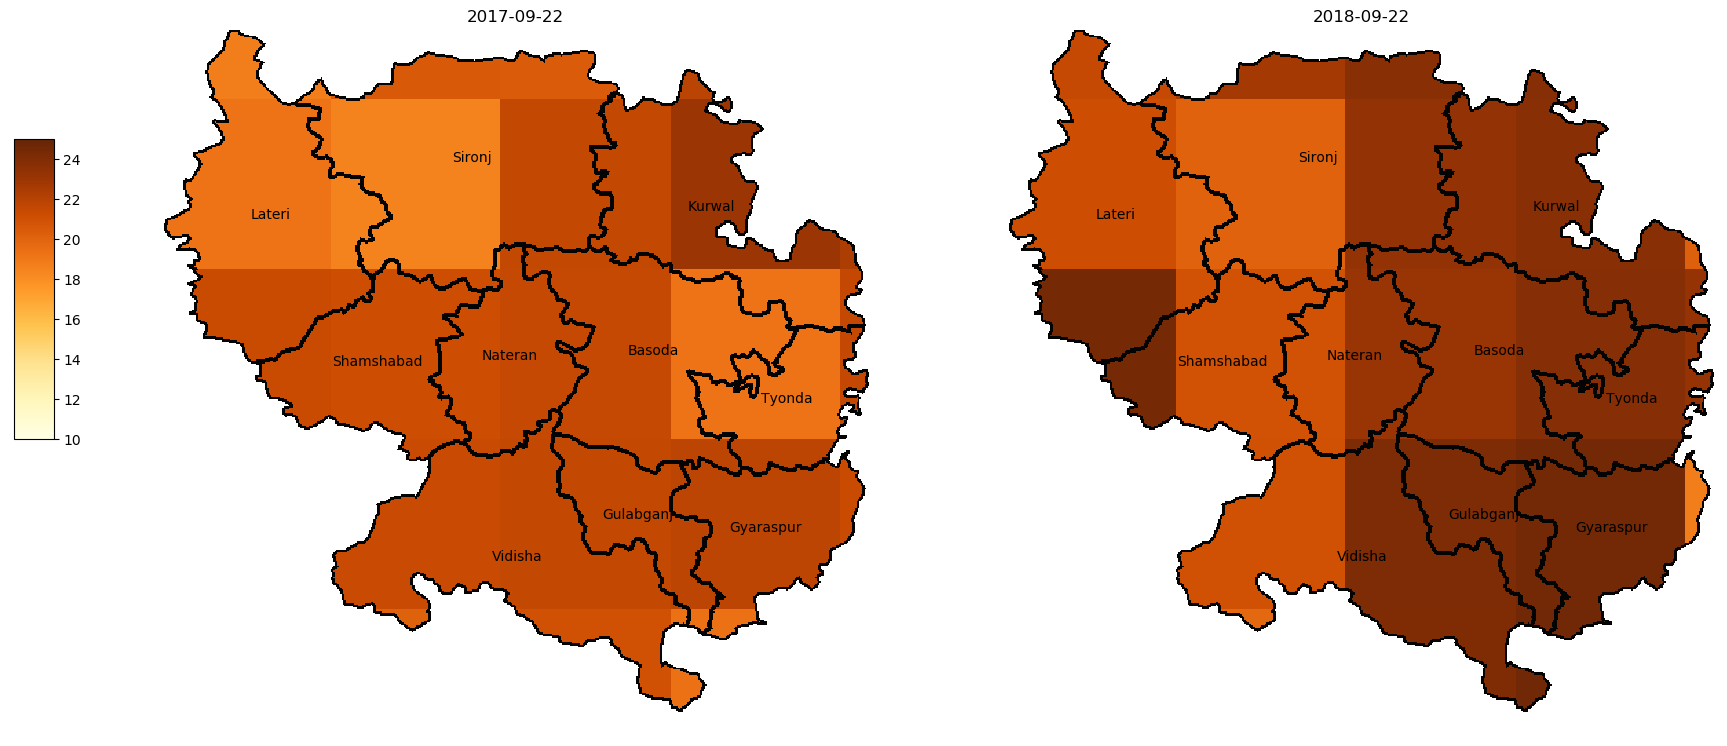 2017-09-22
2018-09-22
24
22
20
18
16
14
12
10
Sironj
Lateri
Kurwal
Shamshabad
Nateran
Basoda
Tyonda
Gulabganj
Gyaraspur
Vidisha
Sironj
Lateri
Kurwal
Shamshabad
Nateran
Basoda
Tyonda
Gulabganj
Gyaraspur
Vidisha